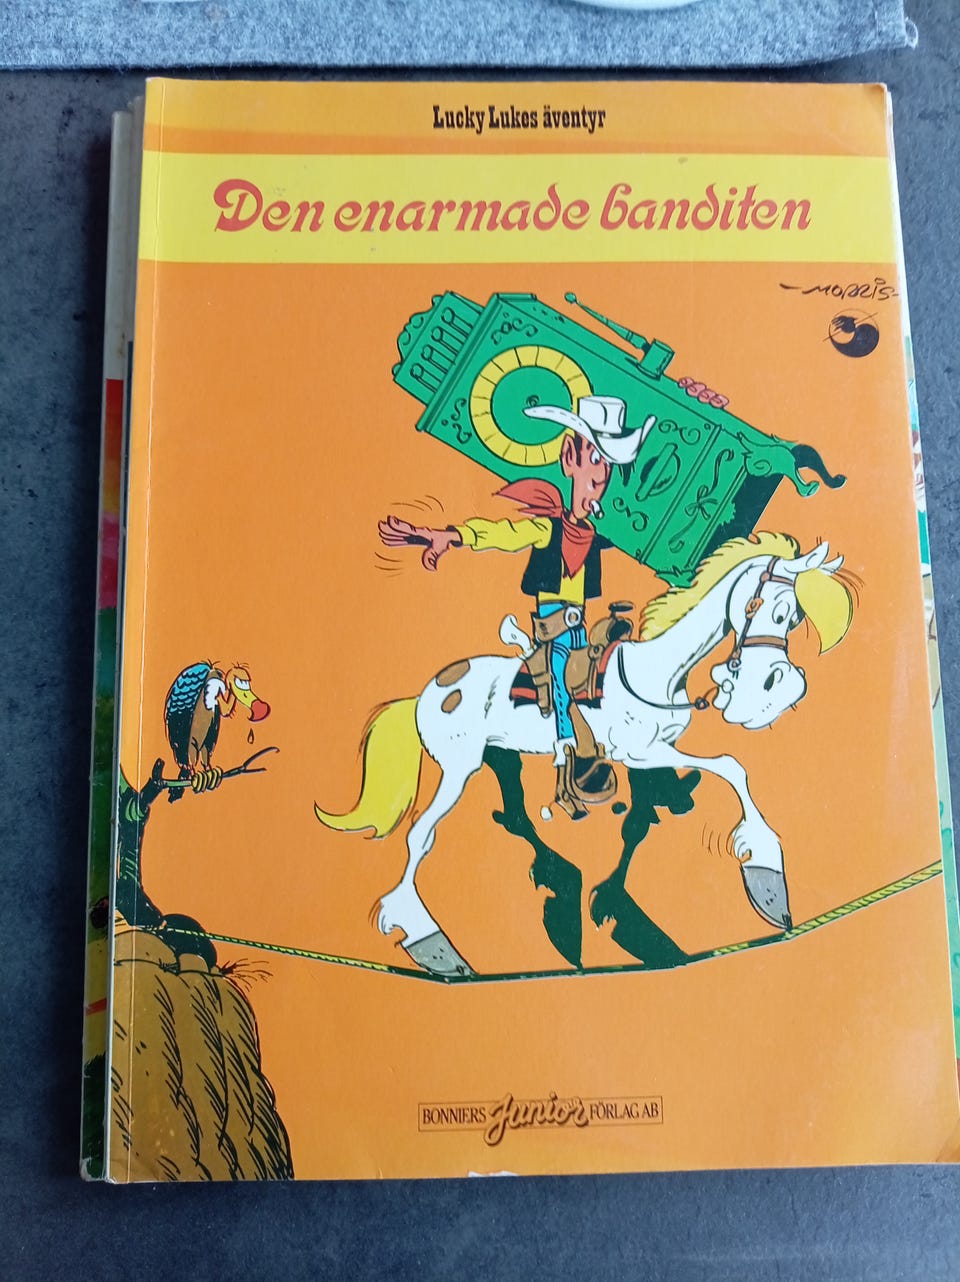 Lucky Lukes äventyr
Den enarmade banditen
-MORRIS-
BONNIERS Junior FÖRLAG AB